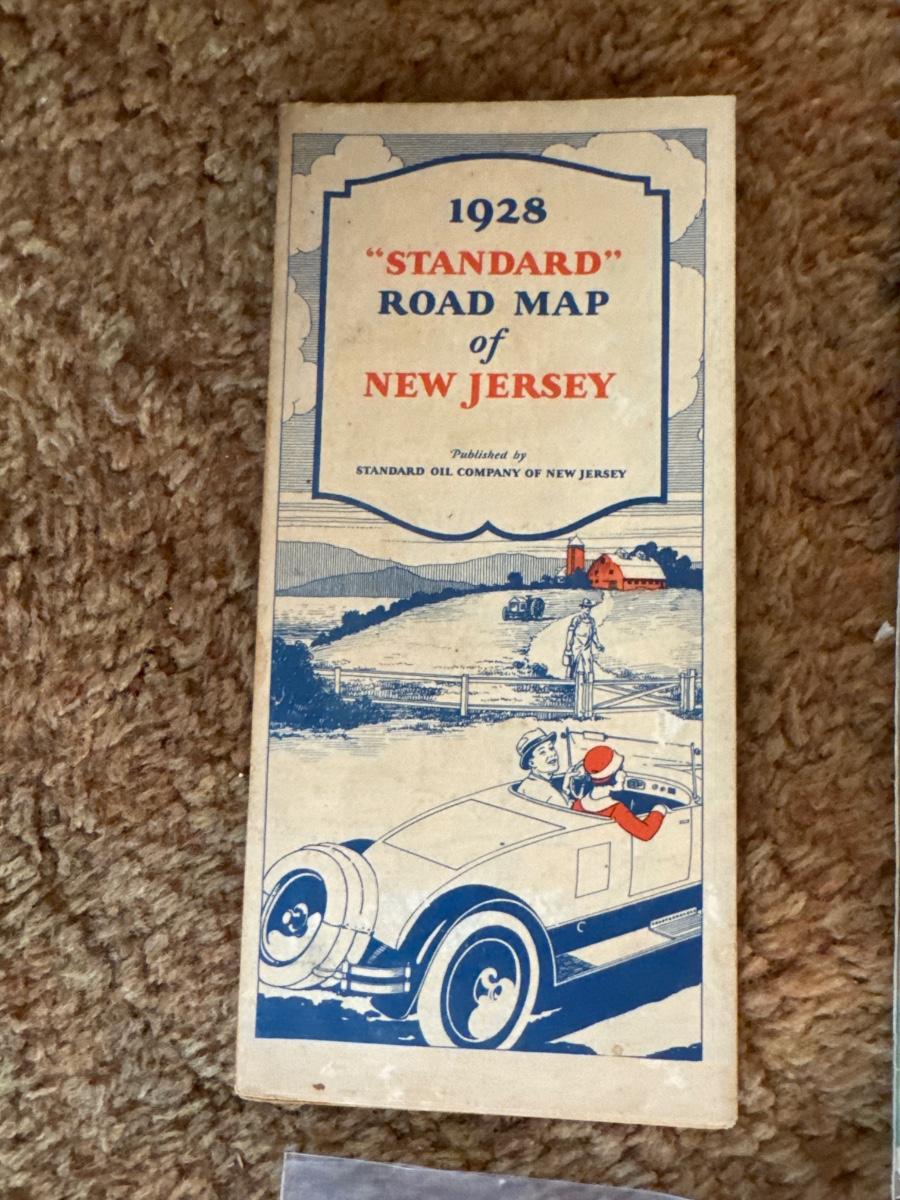 1928
“STANDARD”
ROAD MAP
of
NEW JERSEY
Published by
STANDARD OIL COMPANY OF NEW JERSEY